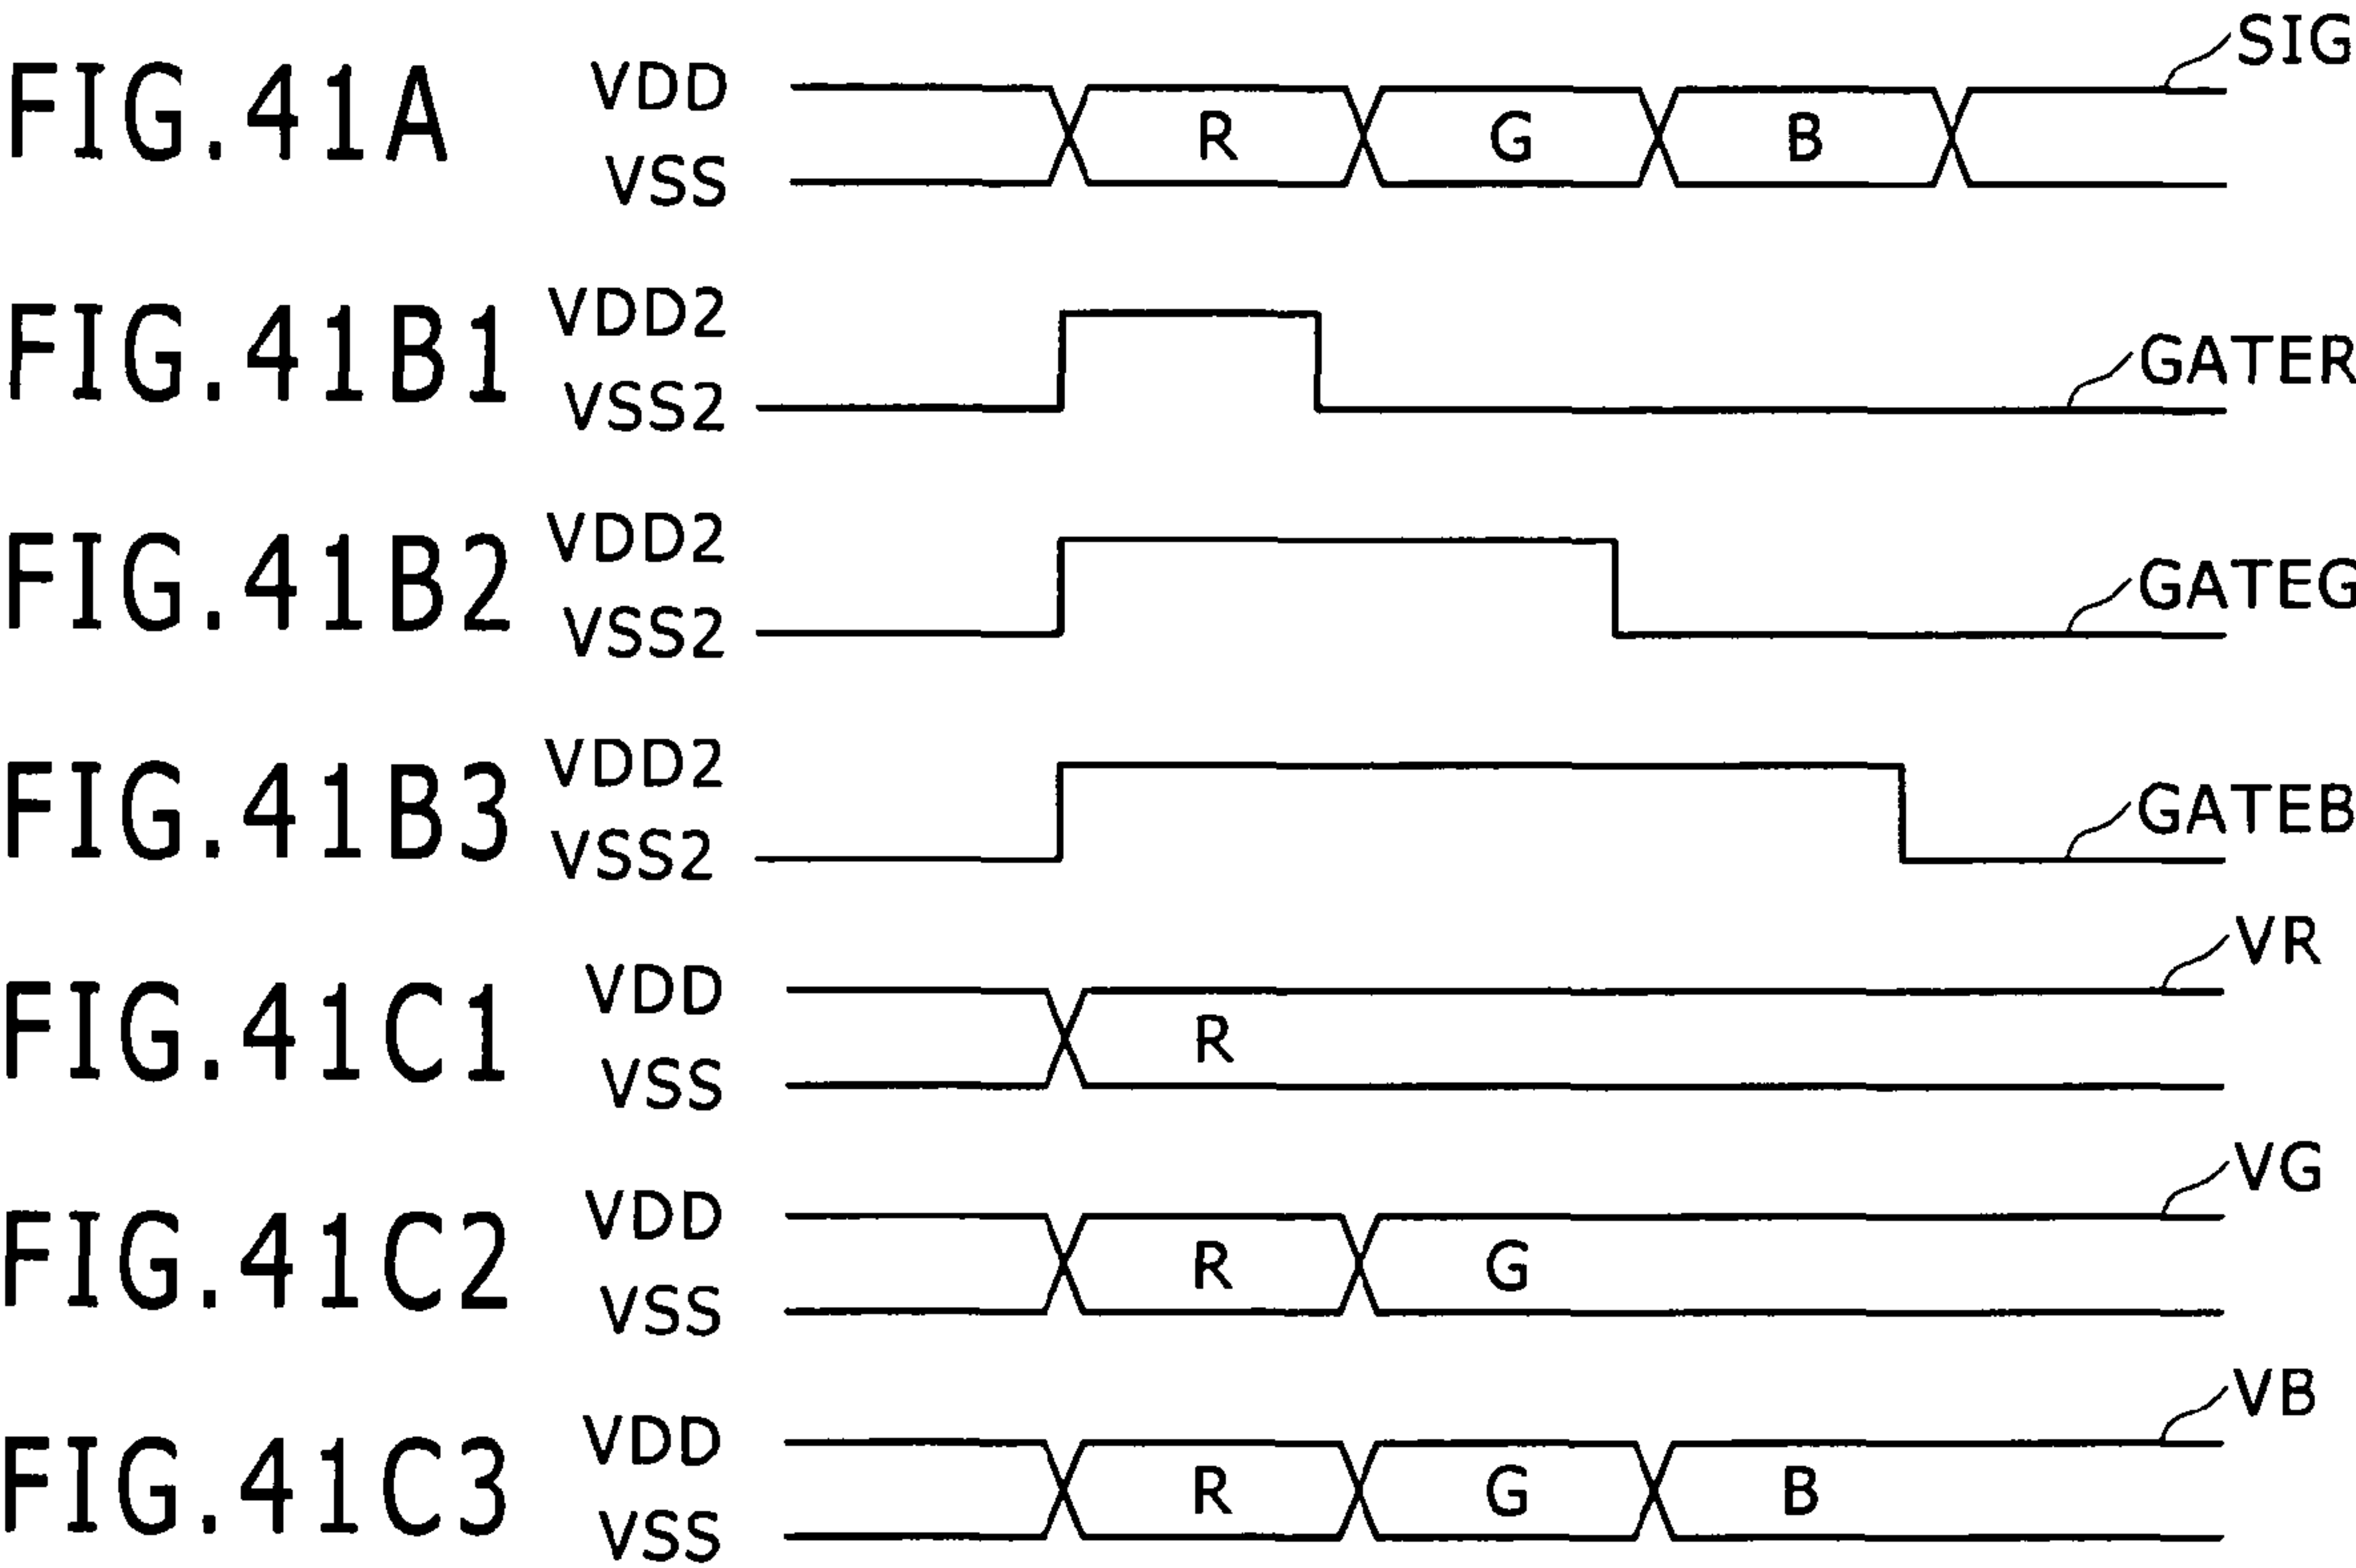 SIG
FIG.41A VDD R G B
VSS
FIG.41B1 VDD2
VSS2 GATER
FIG.41B2 VDD2
VSS2 GATEG
FIG.41B3 VDD2
VSS2 GATEB
VR
FIG.41C1 VDD R
VSS
VG
FIG.41C2 VDD R G
VSS
VB
FIG.41C3 VDD R G B
VSS